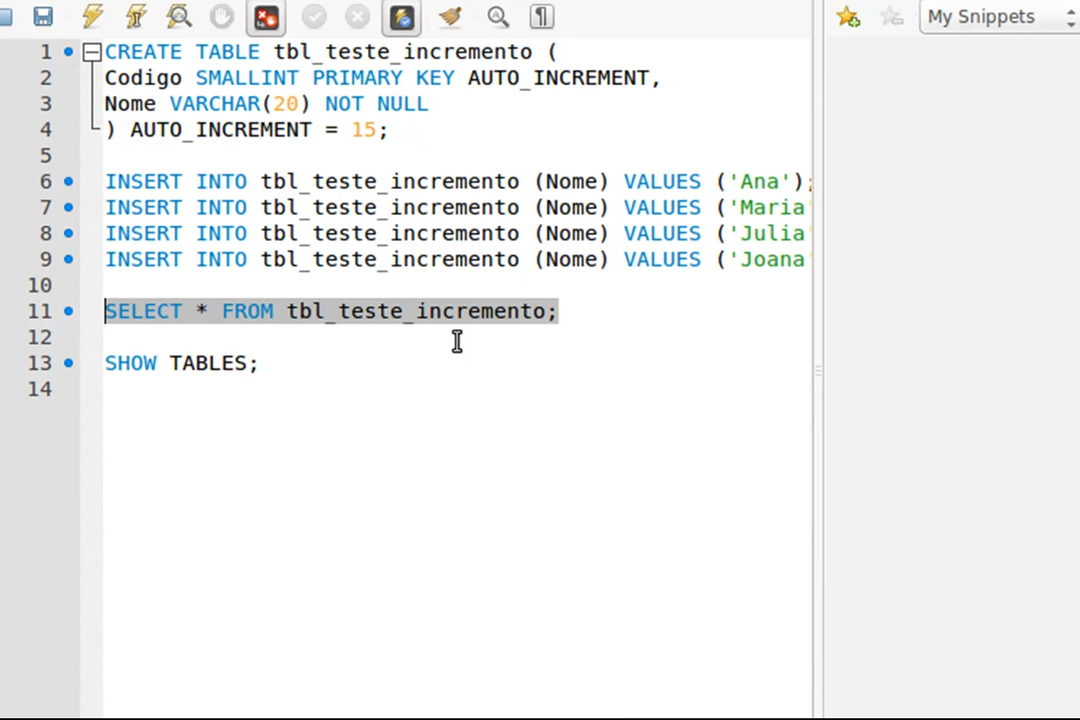 My Snippets
1 CREATE TABLE tbl_teste_incremento (
2 Codigo SMALLINT PRIMARY KEY AUTO_INCREMENT,
3 Nome VARCHAR(20) NOT NULL
4 ) AUTO_INCREMENT = 15;
5
6 INSERT INTO tbl_teste_incremento (Nome) VALUES ('Ana');
7 INSERT INTO tbl_teste_incremento (Nome) VALUES ('Maria'
8 INSERT INTO tbl_teste_incremento (Nome) VALUES ('Julia'
9 INSERT INTO tbl_teste_incremento (Nome) VALUES ('Joana'
10
11 SELECT * FROM tbl_teste_incremento;
12
13 SHOW TABLES;
14